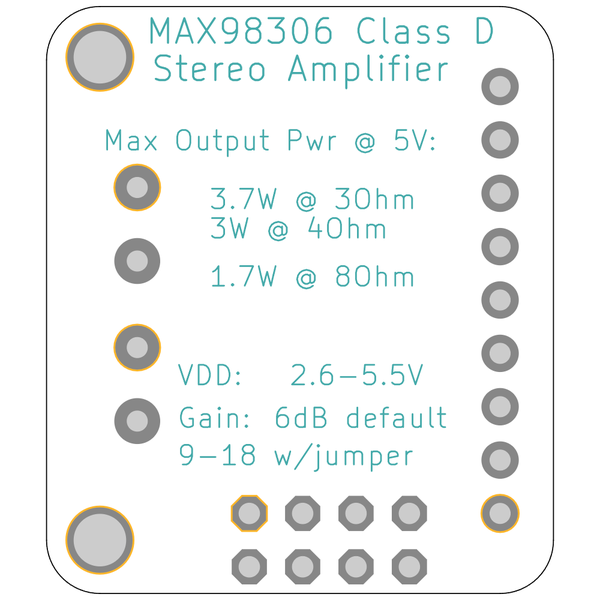 MAX98306 Class D
Stereo Amplifier
Max Output Pwr @ 5V:
3.7W @ 3Ohm
3W @ 4Ohm
1.7W @ 8Ohm
VDD: 2.6-5.5V
Gain: 6dB default
9-18 w/jumper